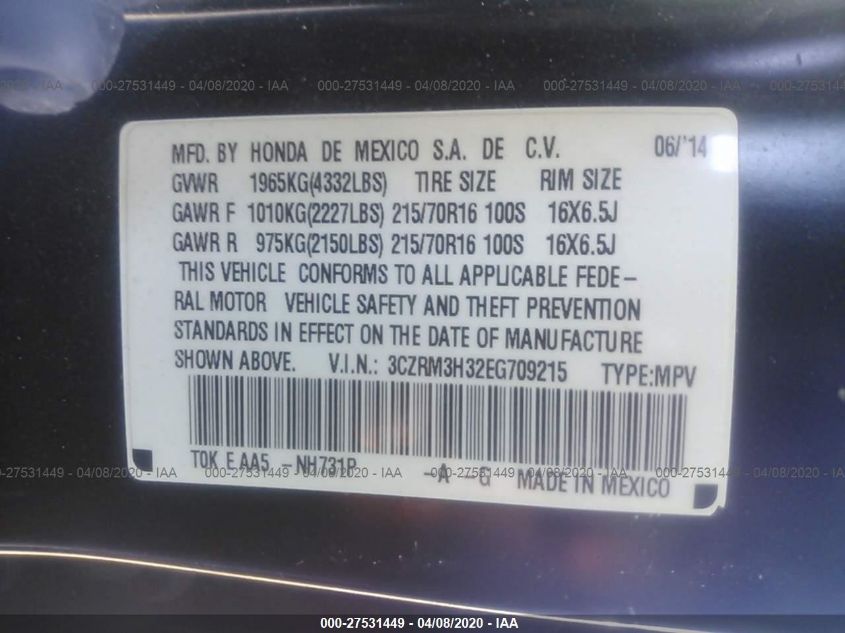 000-27531449 - 04/08/2020 - IAA 000-27531449 - 04/08/2020 - IAA 000-27531449 - 04/08/2020 - IAA
MFD. BY HONDA DE MEXICO S.A. DE C.V. 06/'14
GVWR 1965KG(4332LBS) TIRE SIZE RIM SIZE
GAWR F 1010KG(2227LBS) 215/70R16 100S 16X6.5J
GAWR R 975KG(2150LBS) 215/70R16 100S 16X6.5J
THIS VEHICLE CONFORMS TO ALL APPLICABLE FEDE-
RAL MOTOR VEHICLE SAFETY AND THEFT PREVENTION
STANDARDS IN EFFECT ON THE DATE OF MANUFACTURE
SHOWN ABOVE. V.I.N.: 3CZRM3H32EG709215 TYPE:MPV
T0K E AA5 -NH731P -A -G MADE IN MEXICO
000-27531449 - 04/08/2020 - IAA 000-27531449 - 04/08/2020 - IAA 000-27531449 - 04/08/2020 - IAA
000-27531449 - 04/08/2020 - IAA